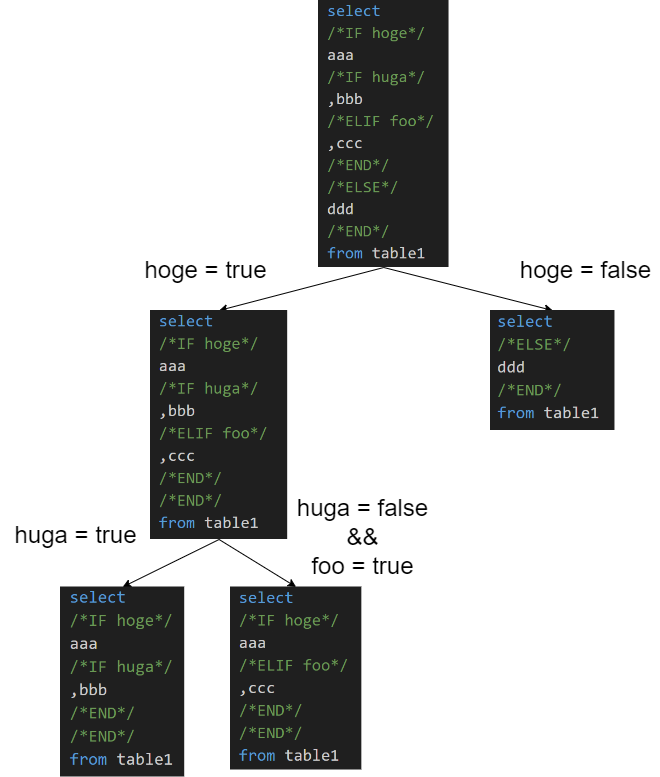 select
/*IF hoge*/
aaa
/*IF huga*/
,bbb
/*ELIF foo*/
,ccc
/*END*/
/*ELSE*/
ddd
/*END*/
from table1
hoge = true
hoge = false
select
/*IF hoge*/
aaa
/*IF huga*/
,bbb
/*ELIF foo*/
,ccc
/*END*/
/*END*/
from table1
select
/*ELSE*/
ddd
/*END*/
from table1
huga = true
huga = false
&&
foo = true
select
/*IF hoge*/
aaa
/*IF huga*/
,bbb
/*END*/
/*END*/
from table1
select
/*IF hoge*/
aaa
/*ELIF foo*/
,ccc
/*END*/
/*END*/
from table1